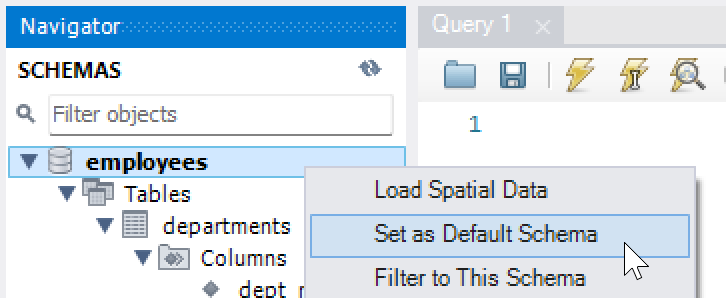 Navigator
Query 1
SCHEMAS
Filter objects
1
employees
Tables
Load Spatial Data
departments
Set as Default Schema
Columns
Filter to This Schema
dept